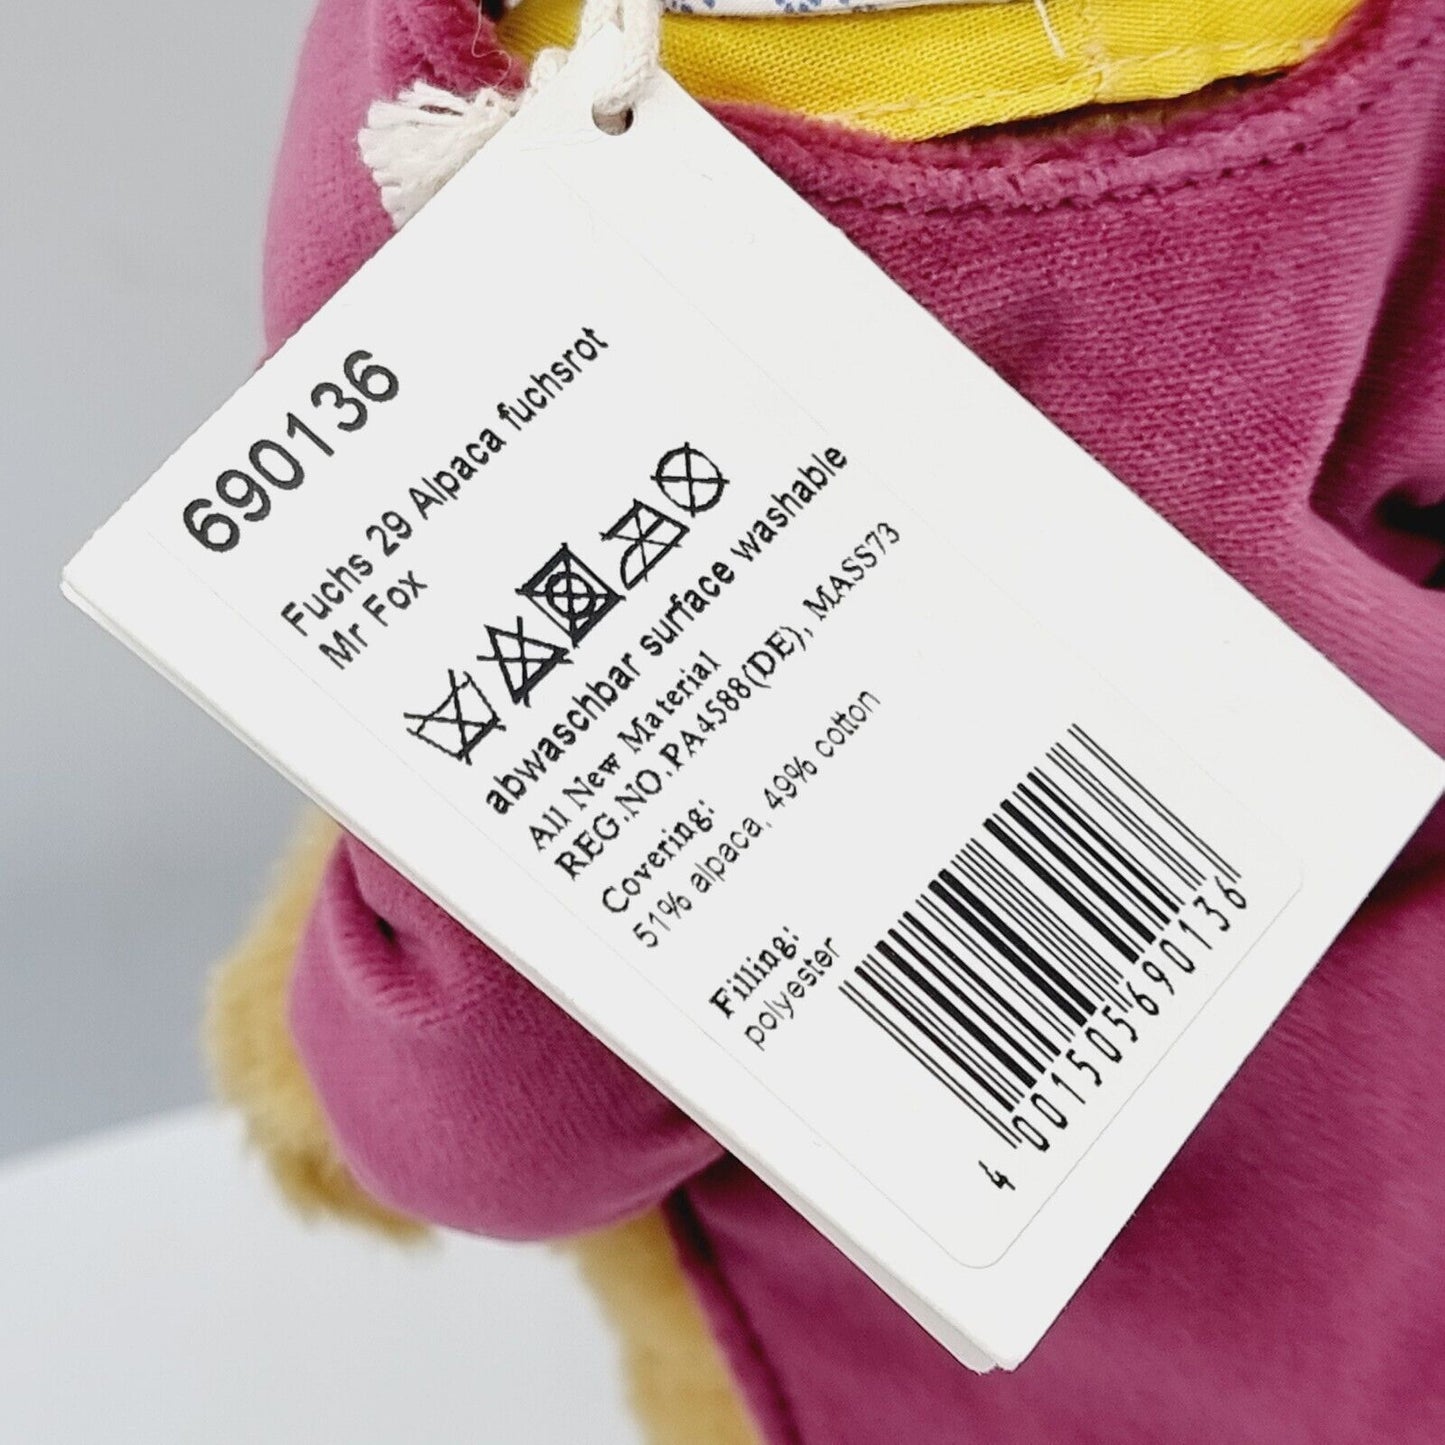 690136
Fuchs 29 Alpaca fuchsrot
Mr Fox
abwaschbar surface washable
All New Material
REG.NO.PA4588(DE), MASS73
Covering:
51% alpaca, 49% cotton
Filling:
polyester
4 001505 690136